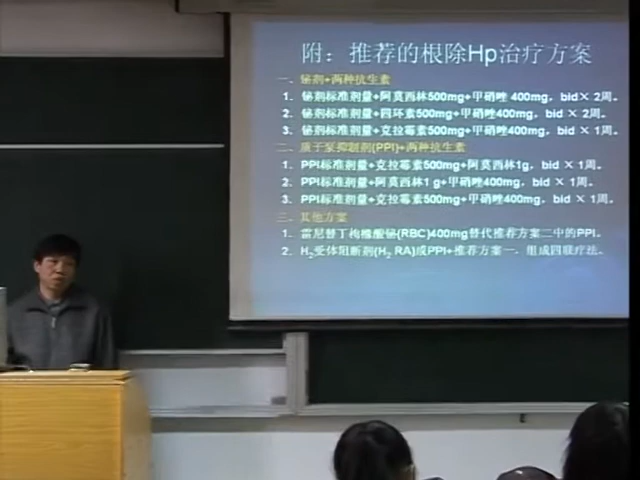 附：推荐的根除Hp治疗方案
一、铋剂+两种抗生素
1. 铋剂标准剂量+阿莫西林500mg+甲硝唑 400mg，bid× 2周。
2. 铋剂标准剂量+四环素500mg+甲硝唑400mg，bid × 2周。
3. 铋剂标准剂量+克拉霉素500mg+甲硝唑400mg，bid × 1周。
二、质子泵抑制剂(PPI)+两种抗生素
1. PPI标准剂量+克拉霉素500mg+阿莫西林1g，bid × 1周。
2. PPI标准剂量+阿莫西林1 g+甲硝唑400mg，bid × 1周。
3. PPI标准剂量+克拉霉素500mg+甲硝唑400mg，bid × 1周。
三、其他方案
1. 雷尼替丁枸橼酸铋(RBC)400mg替代推荐方案二中的PPI。
2. H₂受体阻断剂(H₂ RA)或PPI+推荐方案一，组成四联疗法。